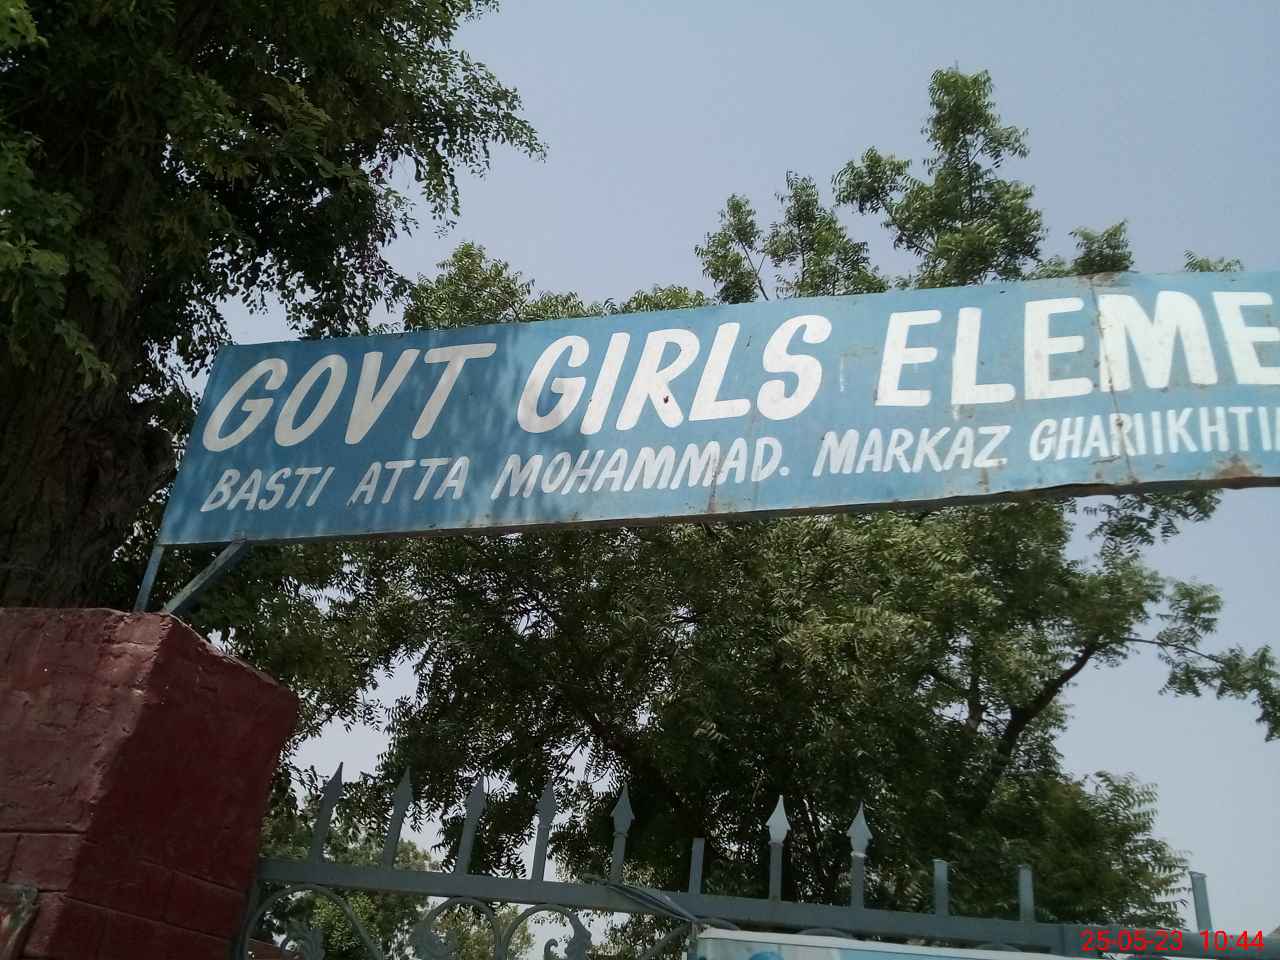 GOVT GIRLS ELEME
BASTI ATTA MOHAMMAD. MARKAZ GHARIIKHTI
25-05-23 10:44